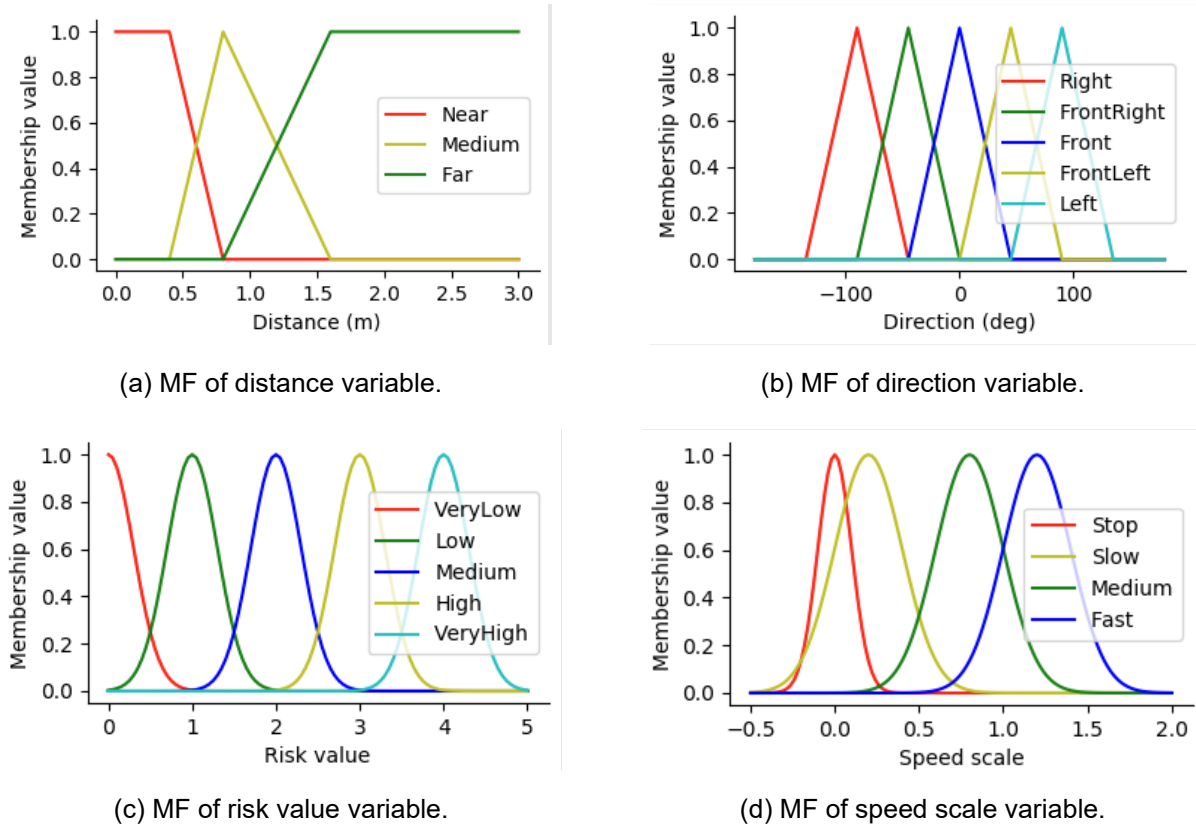 1.0
0.8
0.6
0.4
0.2
0.0
Membership value
Near
Medium
Far
0.0 0.5 1.0 1.5 2.0 2.5 3.0
Distance (m)
(a) MF of distance variable.
1.0
0.8
0.6
0.4
0.2
0.0
Membership value
Right
FrontRight
Front
FrontLeft
Left
−100 0 100
Direction (deg)
(b) MF of direction variable.
1.0
0.8
0.6
0.4
0.2
0.0
Membership value
VeryLow
Low
Medium
High
VeryHigh
0 1 2 3 4 5
Risk value
(c) MF of risk value variable.
1.0
0.8
0.6
0.4
0.2
0.0
Membership value
Stop
Slow
Medium
Fast
−0.5 0.0 0.5 1.0 1.5 2.0
Speed scale
(d) MF of speed scale variable.